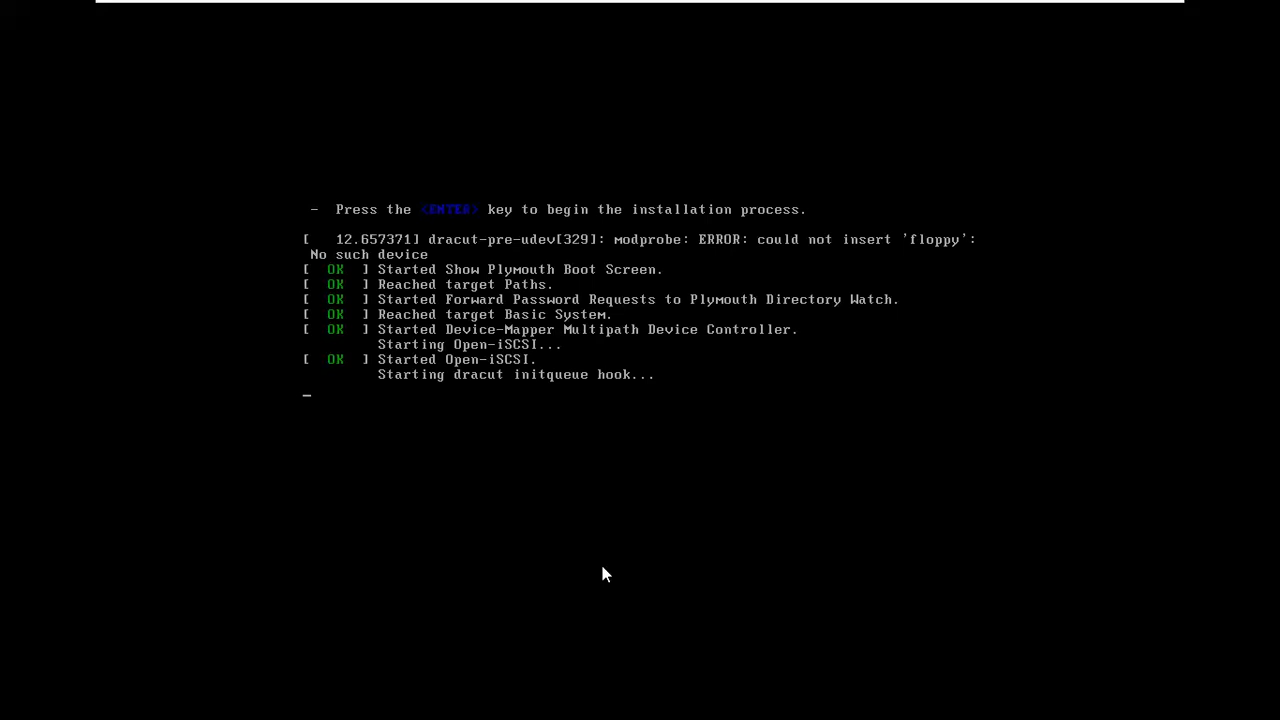 -  Press the <ENTER> key to begin the installation process.
[   12.657371] dracut-pre-udev[329]: modprobe: ERROR: could not insert 'floppy':
No such device
[  OK  ] Started Show Plymouth Boot Screen.
[  OK  ] Reached target Paths.
[  OK  ] Started Forward Password Requests to Plymouth Directory Watch.
[  OK  ] Reached target Basic System.
[  OK  ] Started Device-Mapper Multipath Device Controller.
Starting Open-iSCSI...
[  OK  ] Started Open-iSCSI.
Starting dracut initqueue hook...